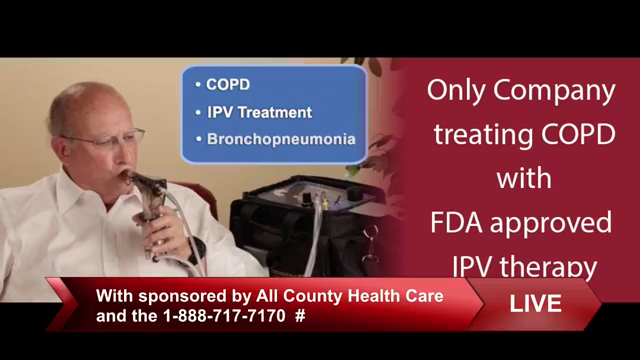 • COPD
• IPV Treatment
• Bronchopneumonia
Only Company
treating COPD
with
FDA approved
IPV therapy
With sponsored by All County Health Care
and the 1-888-717-7170 #
LIVE